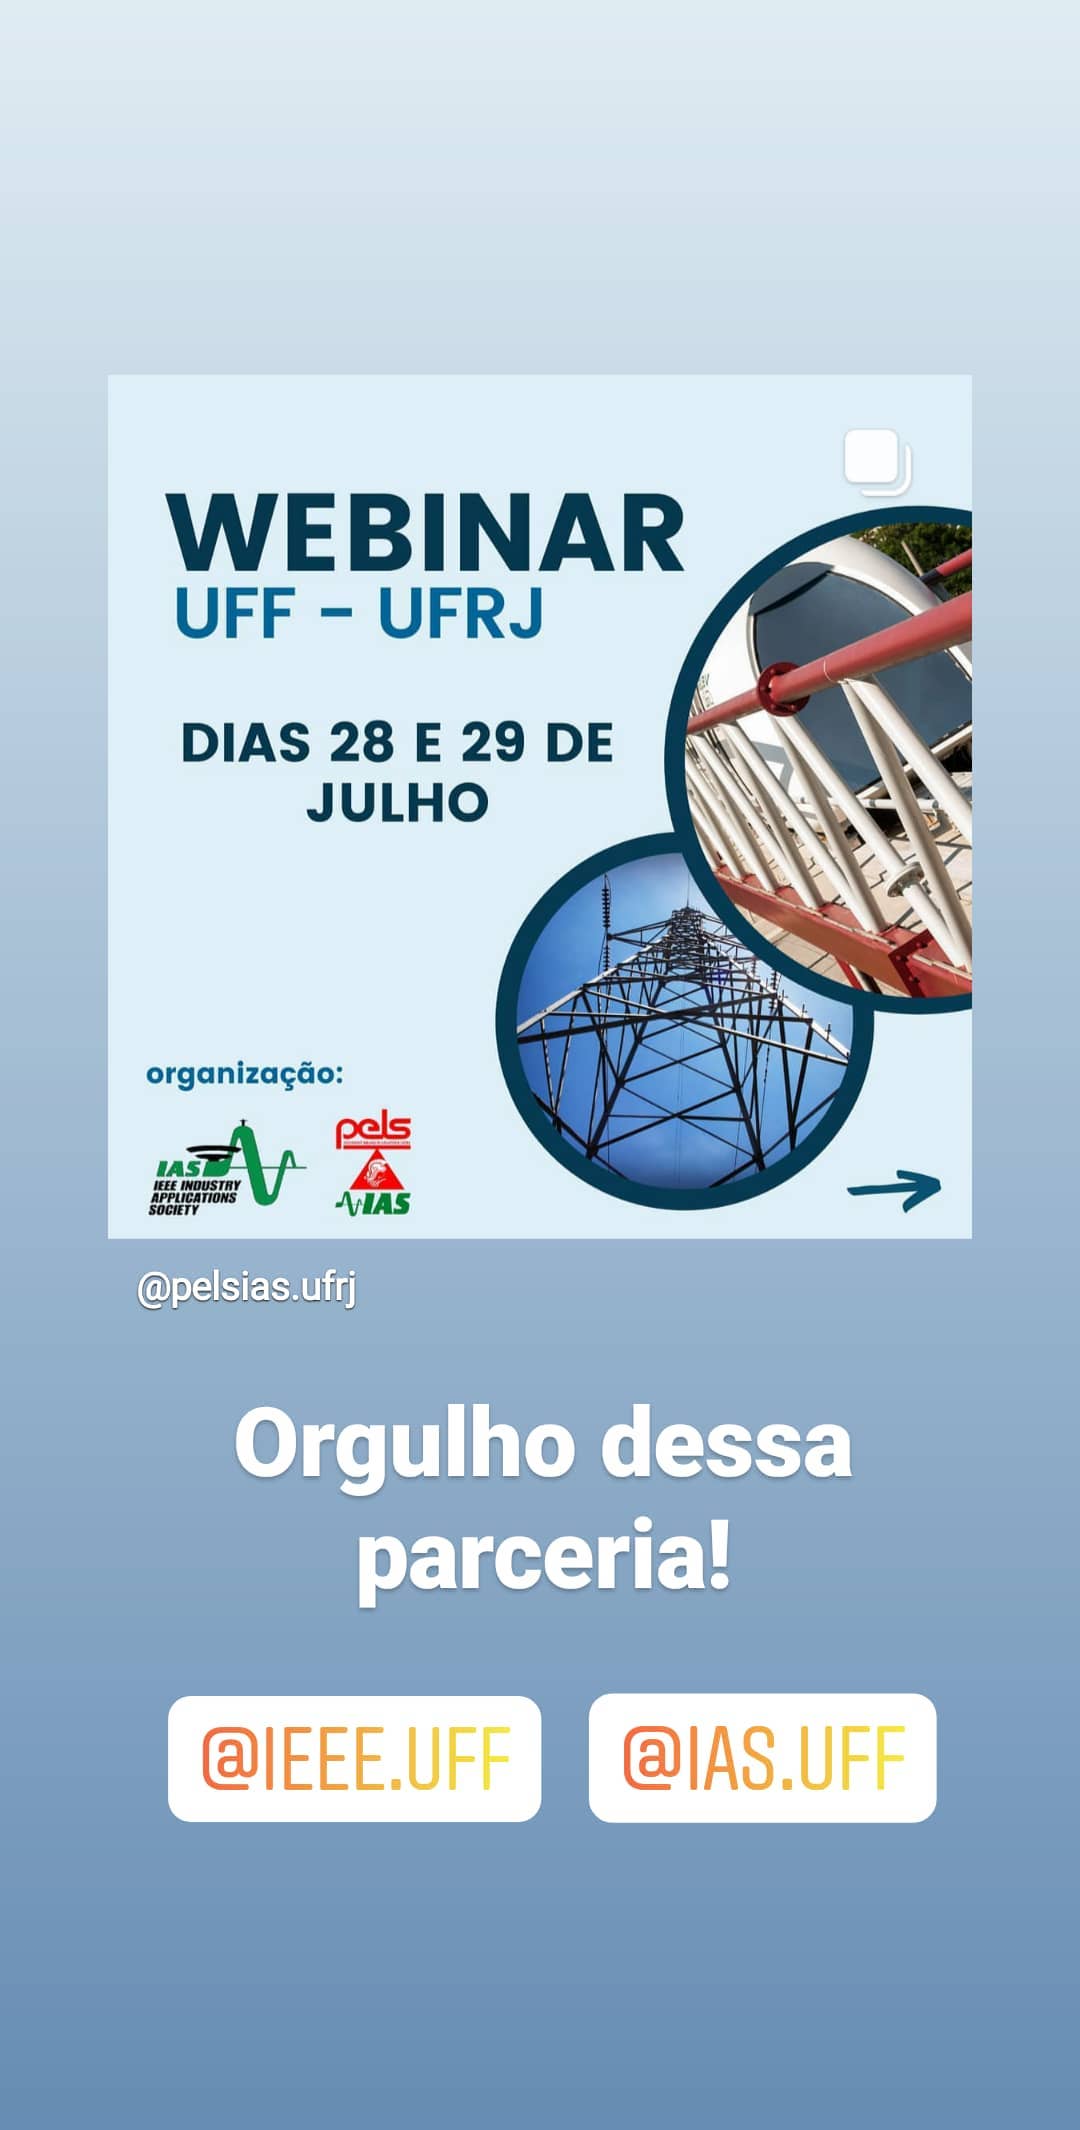 WEBINAR
UFF - UFRJ
DIAS 28 E 29 DE
JULHO
organização:
IAS
IEEE INDUSTRY
APPLICATIONS
SOCIETY
pels
IAS
@pelsias.ufrj
Orgulho dessa
parceria!
@IEEE.UFF
@IAS.UFF